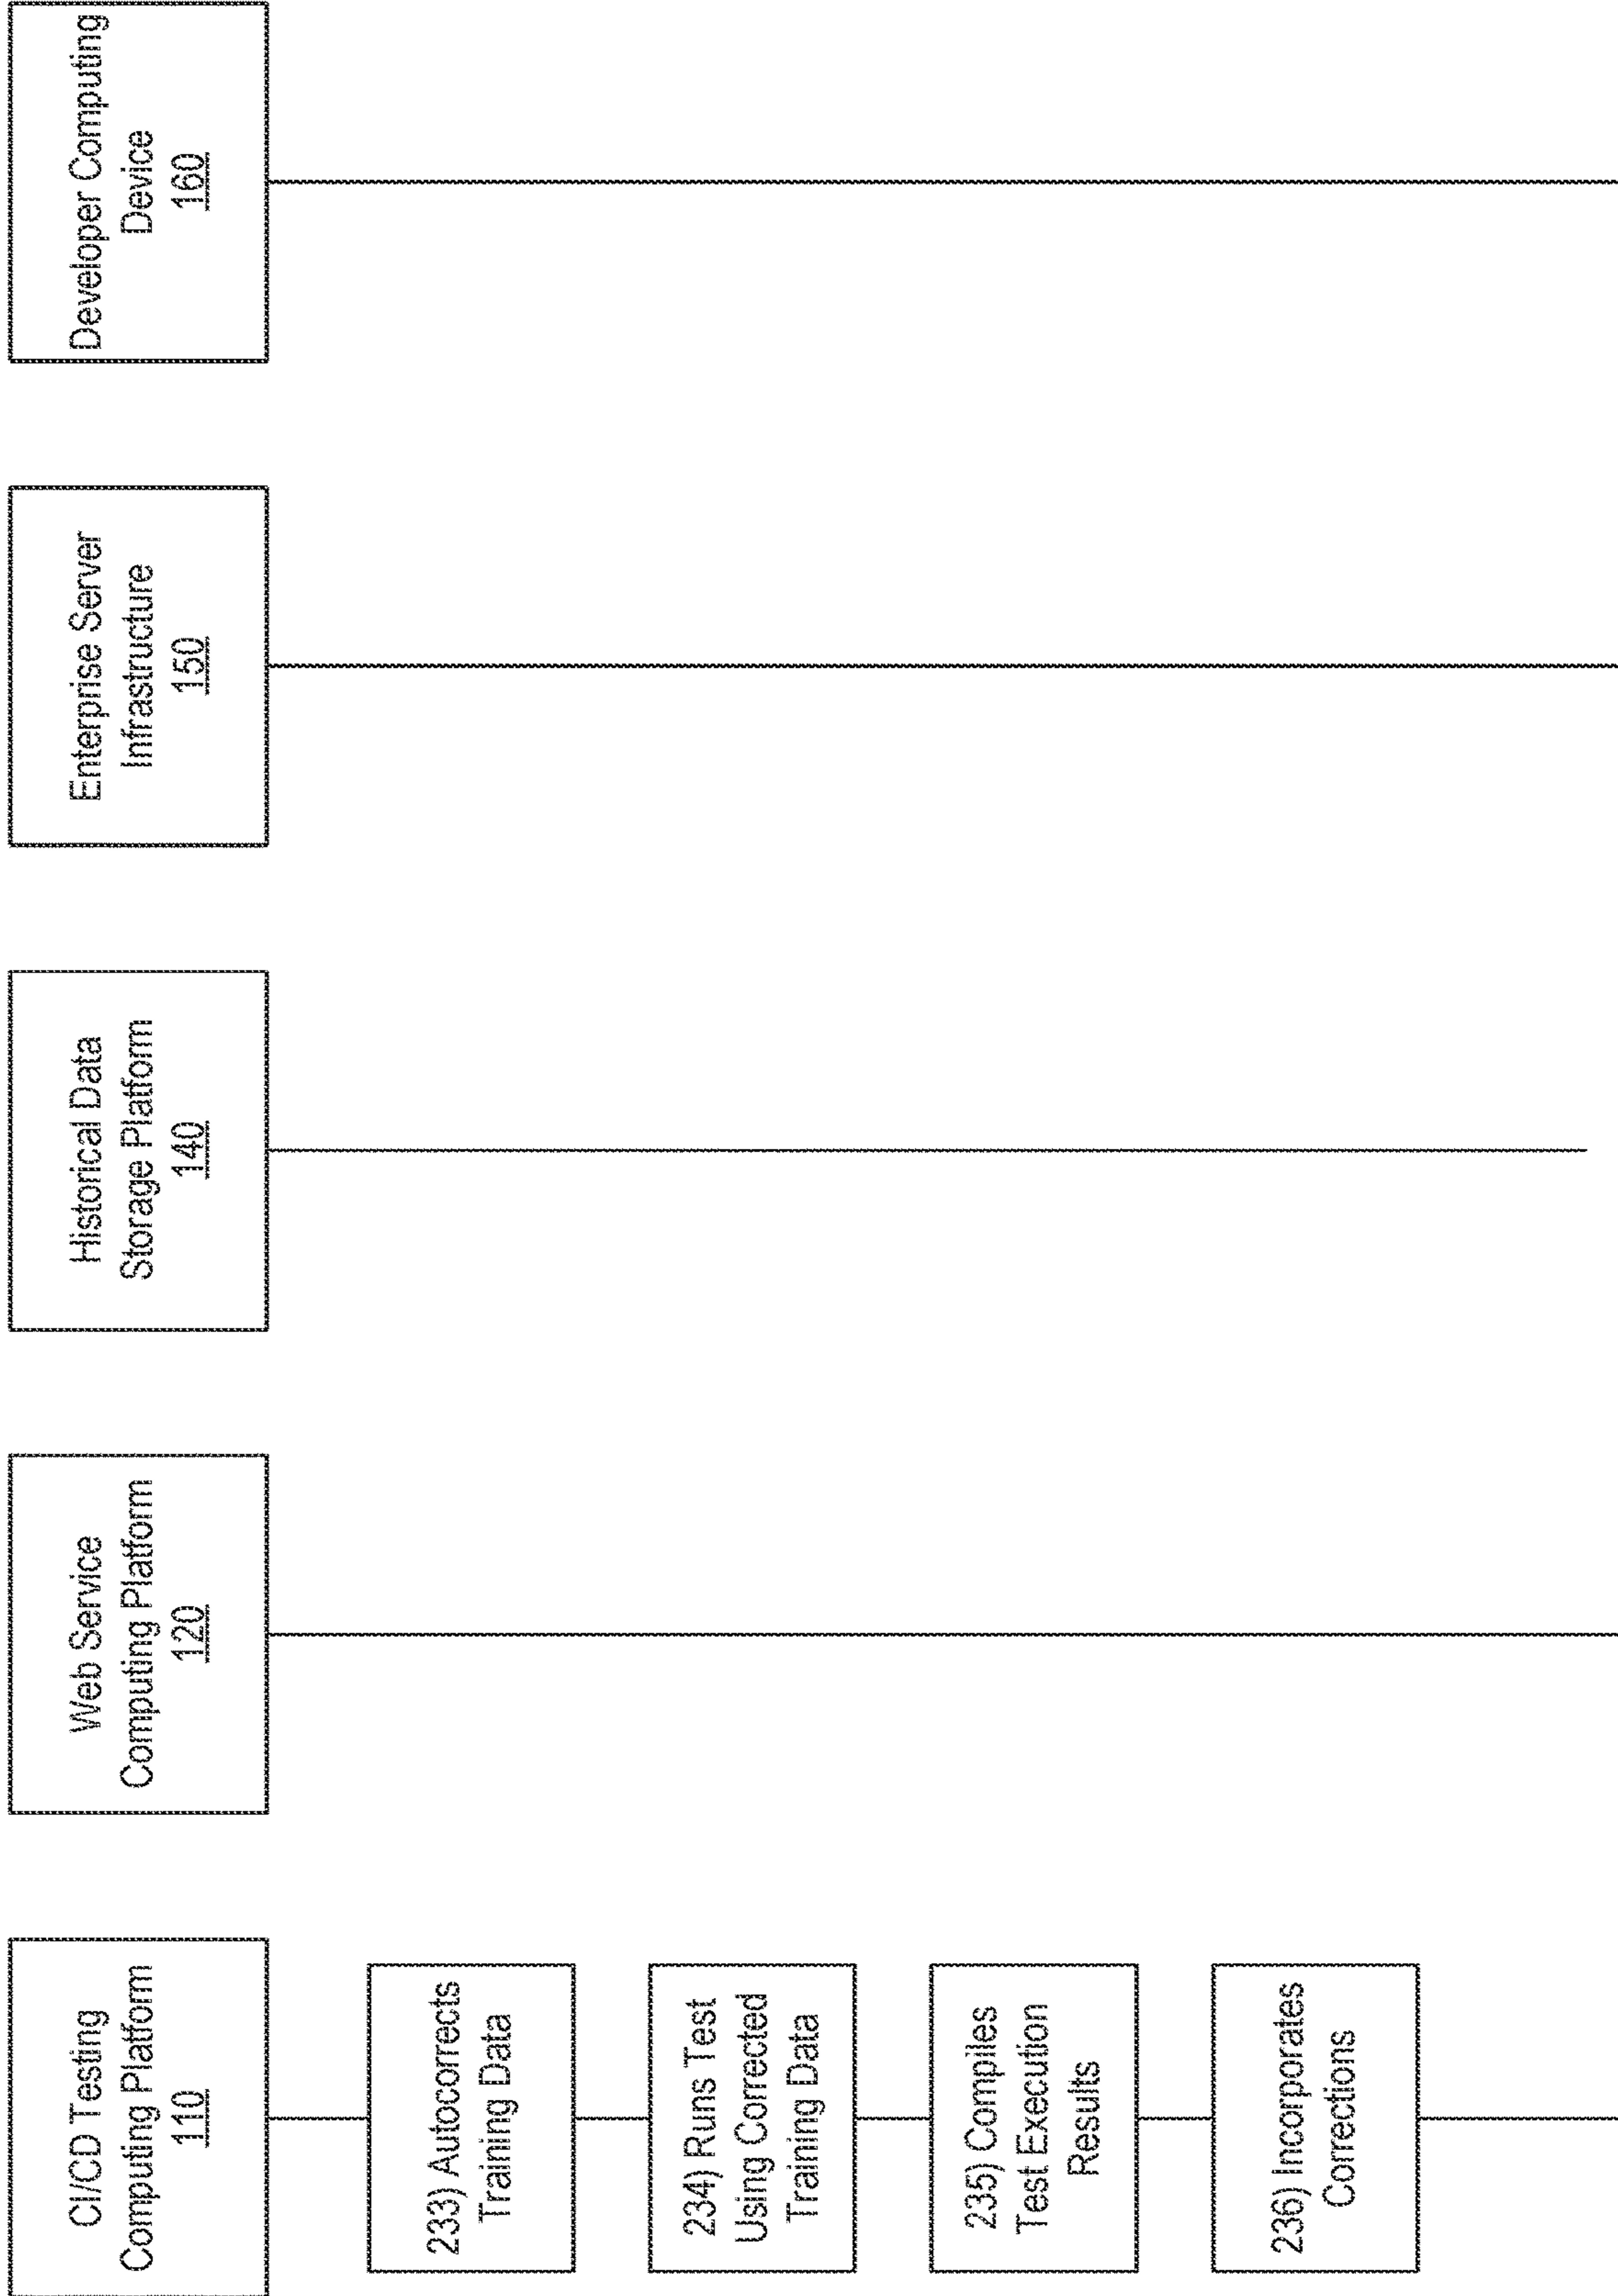 CI/CD Testing
Computing Platform
110
Web Service
Computing Platform
120
Historical Data
Storage Platform
140
Enterprise Server
Infrastructure
150
Developer Computing
Device
160
233) Autocorrects
Training Data
234) Runs Test
Using Corrected
Training Data
235) Compiles
Test Execution
Results
236) Incorporates
Corrections